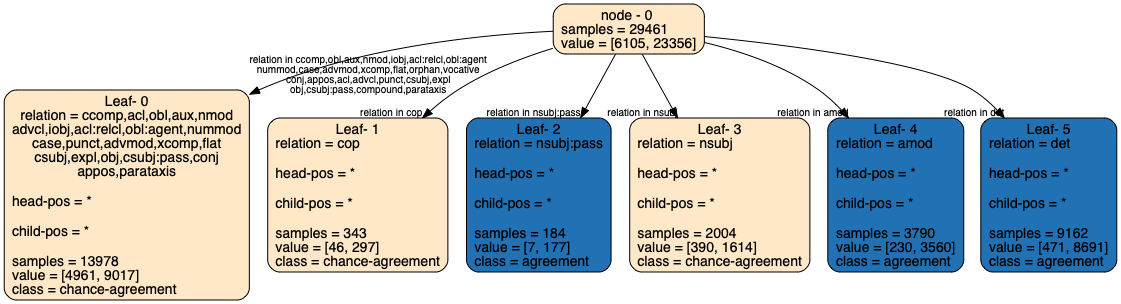 node - 0
samples = 29461
value = [6105, 23356]
relation in ccomp,obl,aux,nmod,iobj,acl:relcl,obl:agent
nummod,case,advmod,xcomp,flat,orphan,vocative
conj,appos,acl,advcl,punct,csubj,expl
obj,csubj:pass,compound,parataxis
relation in cop
relation in nsubj:pass
relation in nsubj
relation in amod
relation in det
Leaf- 0
relation = ccomp,acl,obl,aux,nmod
advcl,iobj,acl:relcl,obl:agent,nummod
case,punct,advmod,xcomp,flat
csubj,expl,obj,csubj:pass,conj
appos,parataxis
head-pos = *
child-pos = *
samples = 13978
value = [4961, 9017]
class = chance-agreement
Leaf- 1
relation = cop
head-pos = *
child-pos = *
samples = 343
value = [46, 297]
class = chance-agreement
Leaf- 2
relation = nsubj:pass
head-pos = *
child-pos = *
samples = 184
value = [7, 177]
class = agreement
Leaf- 3
relation = nsubj
head-pos = *
child-pos = *
samples = 2004
value = [390, 1614]
class = chance-agreement
Leaf- 4
relation = amod
head-pos = *
child-pos = *
samples = 3790
value = [230, 3560]
class = agreement
Leaf- 5
relation = det
head-pos = *
child-pos = *
samples = 9162
value = [471, 8691]
class = agreement